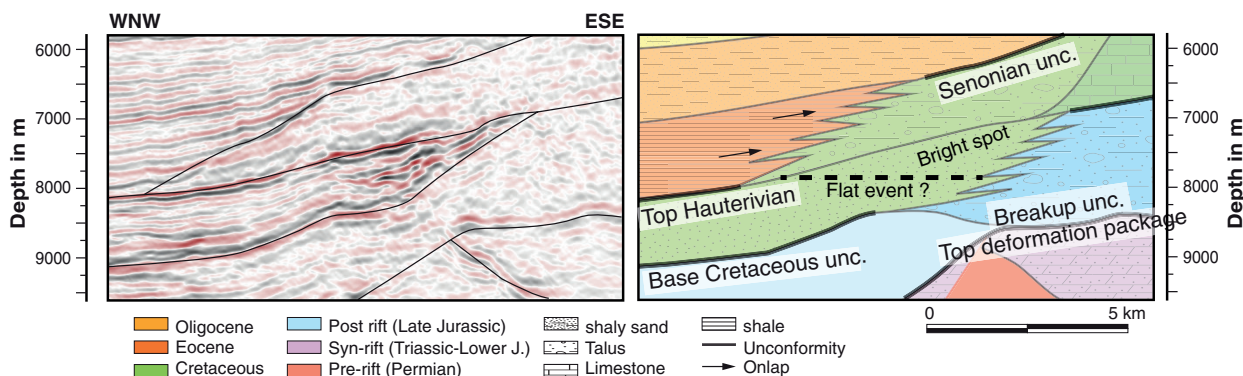 WNW ESE
6000
7000
8000
9000
Depth in m
Senonian unc.
Bright spot
Flat event ?
Top Hauterivian
Breakup unc.
Top deformation package
Base Cretaceous unc.
6000
7000
8000
9000
Depth in m
Oligocene
Eocene
Cretaceous
Post rift (Late Jurassic)
Syn-rift (Triassic-Lower J.)
Pre-rift (Permian)
shaly sand
Talus
Limestone
shale
Unconformity
Onlap
0 5 km